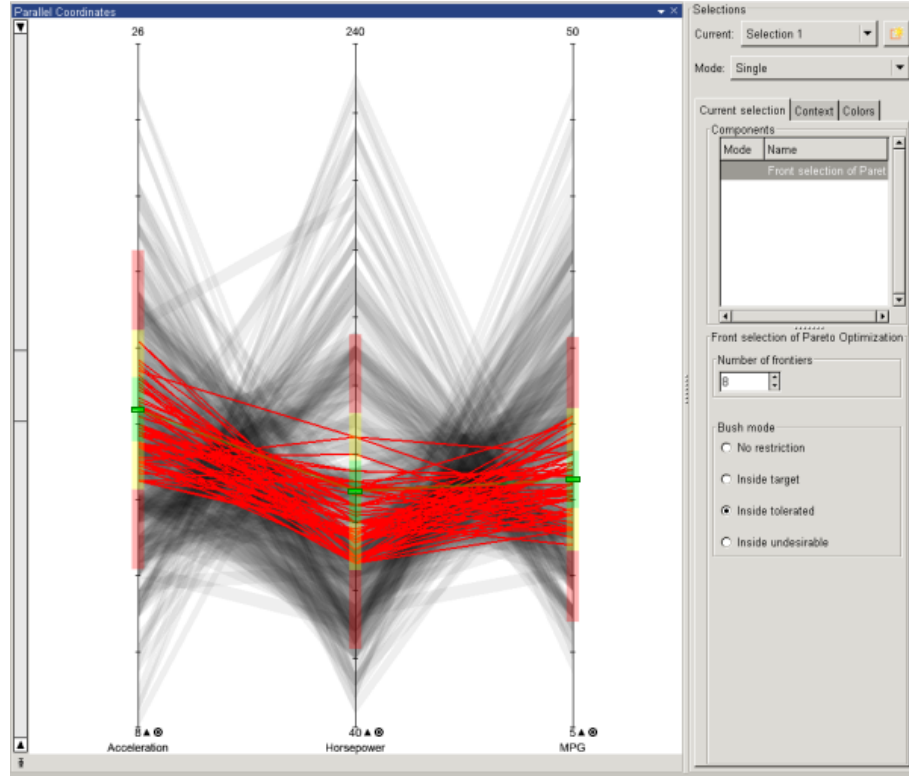 Parallel Coordinates
26
240
50
8
40
5
Acceleration
Horsepower
MPG
Selections
Current: Selection 1
Mode: Single
Current selection Context Colors
Components
Mode Name
Front selection of Paret
Front selection of Pareto Optimization
Number of frontiers
8
Bush mode
No restriction
Inside target
Inside tolerated
Inside undesirable